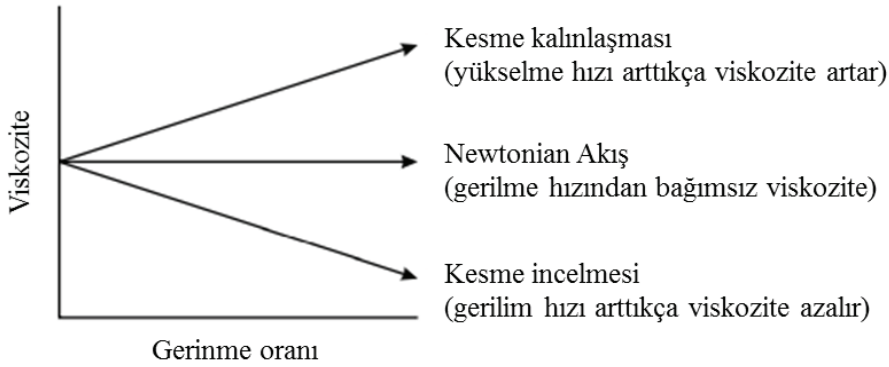 Viskozite
Kesme kalınlaşması
(yükselme hızı arttıkça viskozite artar)
Newtonian Akış
(gerilme hızından bağımsız viskozite)
Kesme incelmesi
(gerilim hızı arttıkça viskozite azalır)
Gerinme oranı